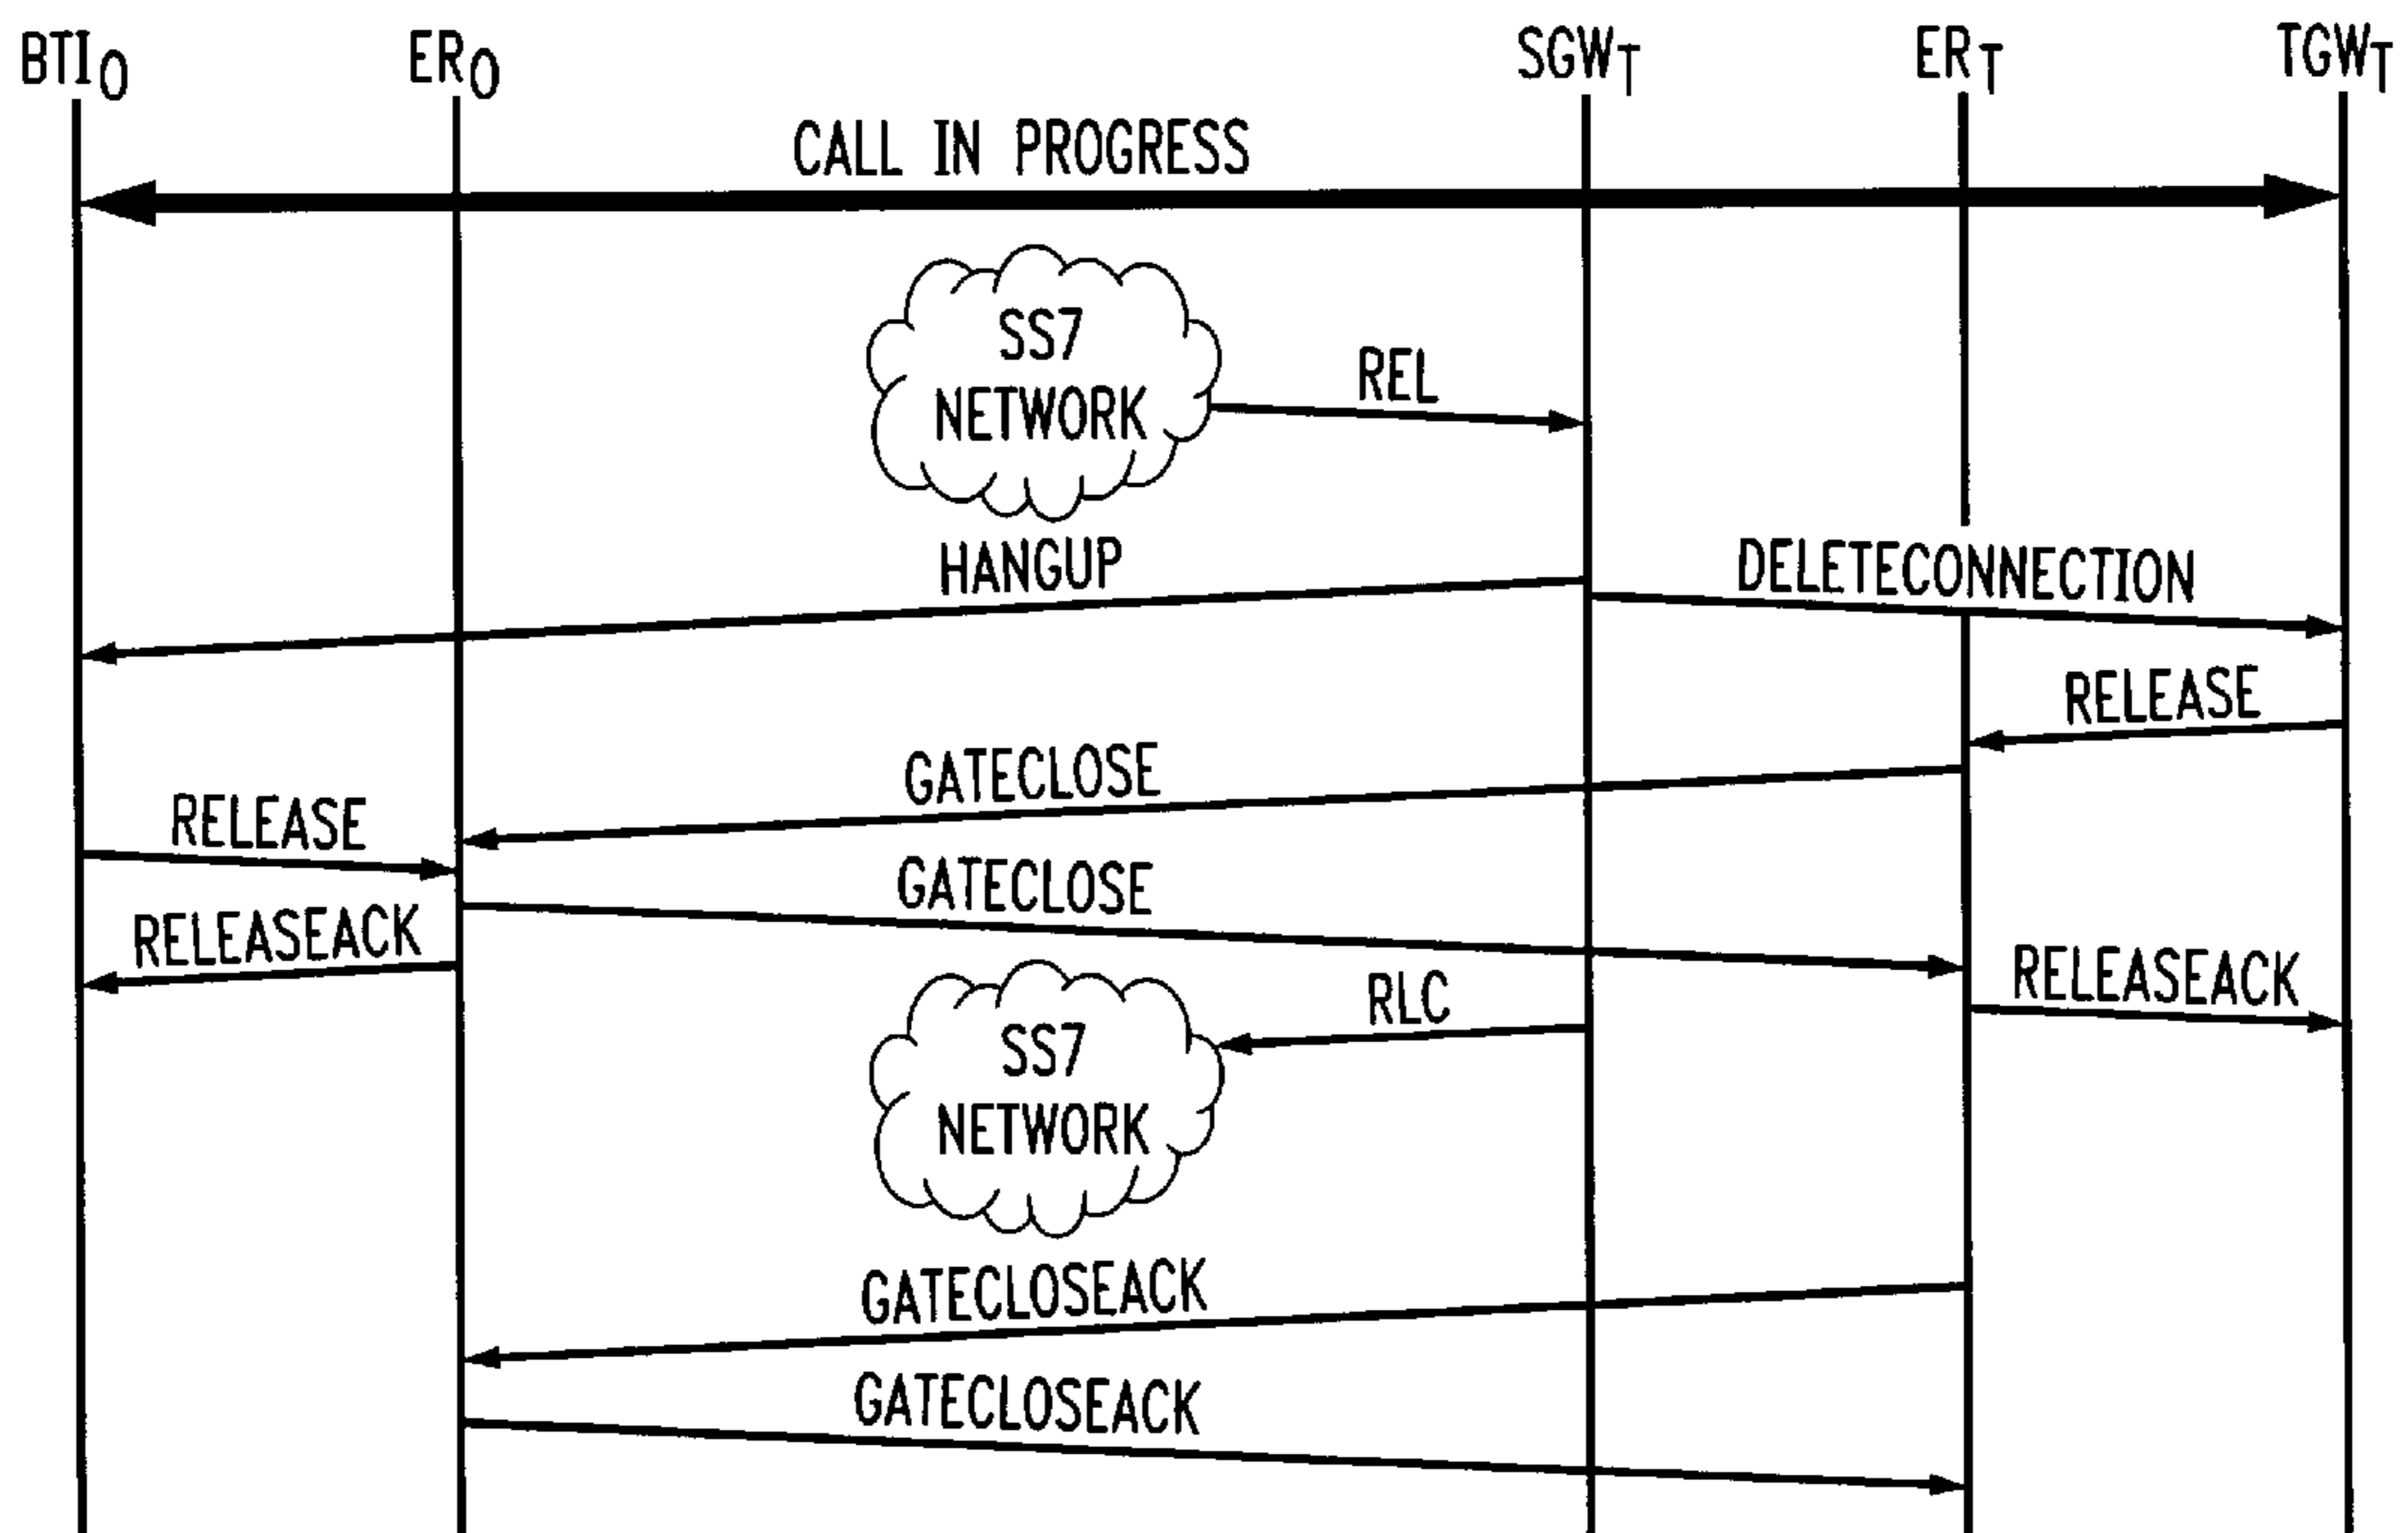 BTIO ERO SGWT ERT TGWT
CALL IN PROGRESS
SS7
NETWORK
REL
HANGUP
DELETECONNECTION
RELEASE
GATECLOSE
RELEASE
GATECLOSE
RELEASEACK
RELEASEACK
RLC
SS7
NETWORK
GATECLOSEACK
GATECLOSEACK